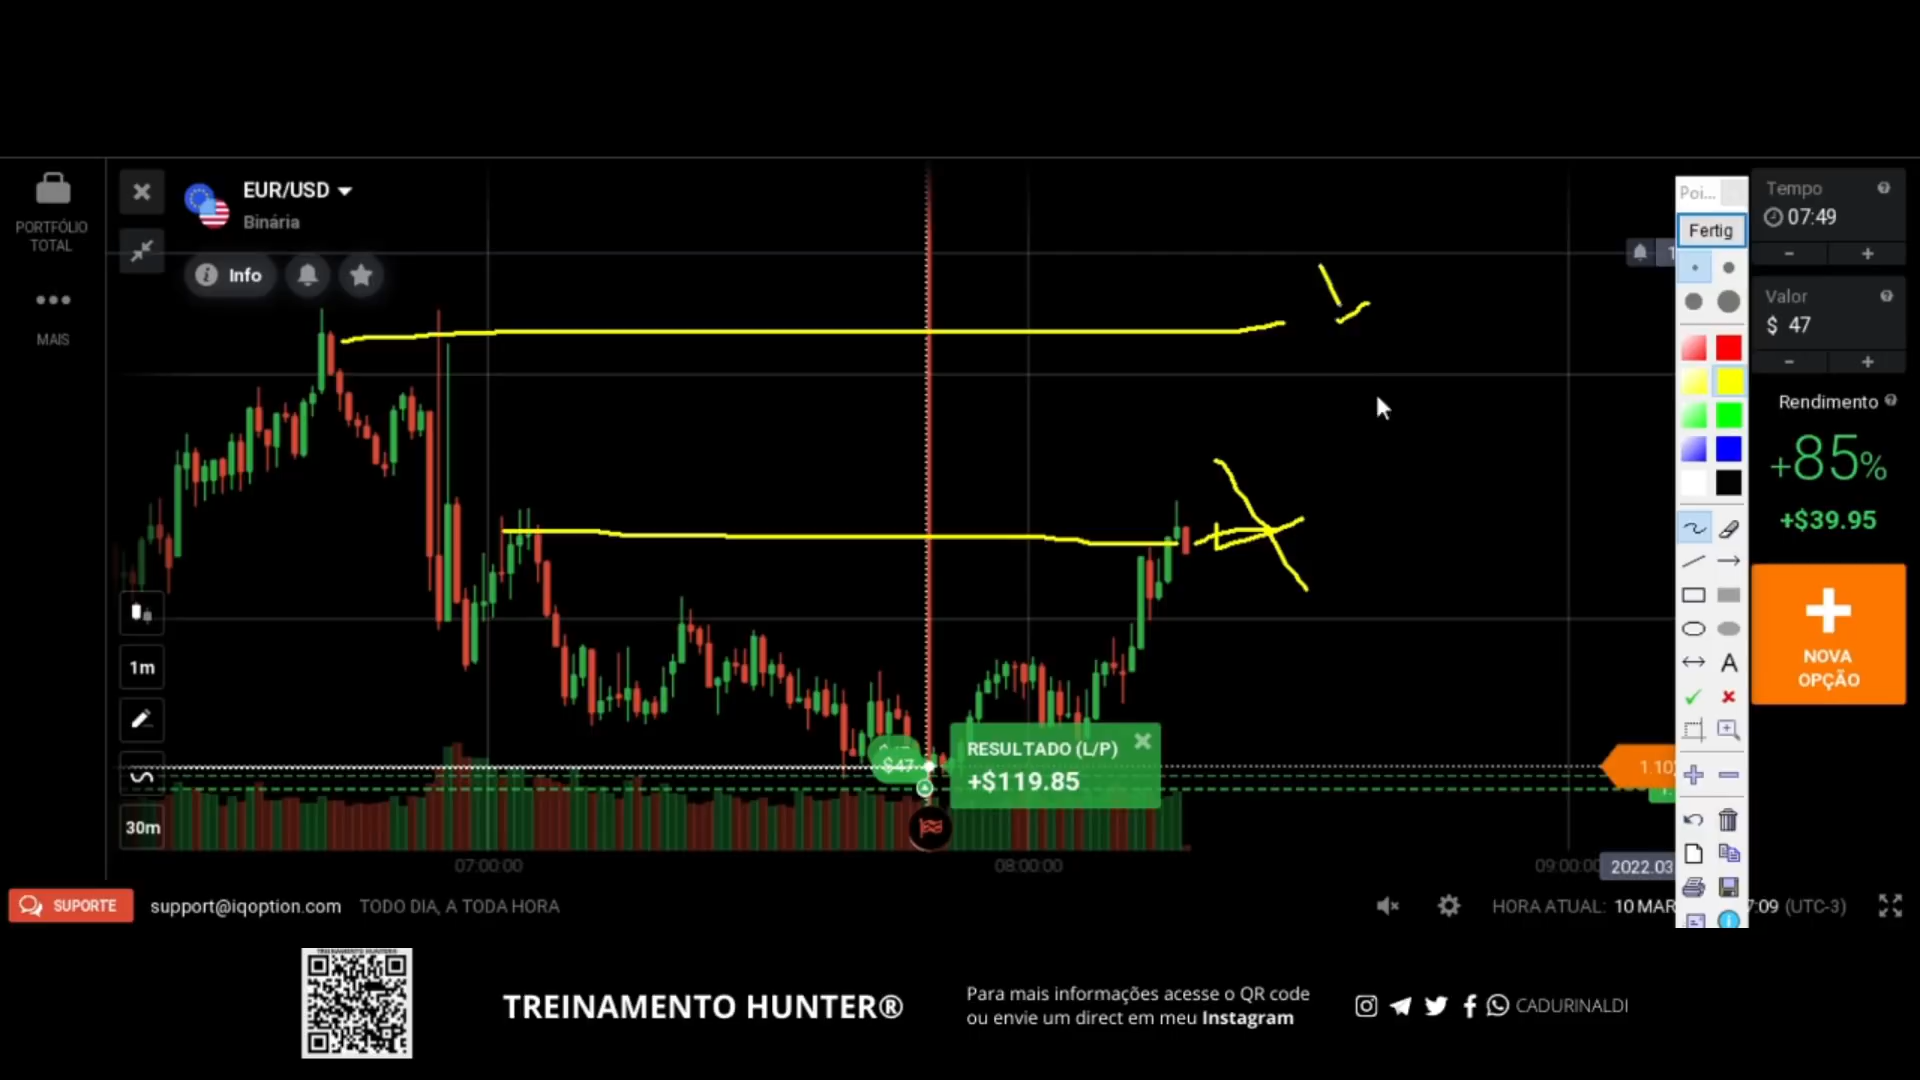 PORTFÓLIO
TOTAL
MAIS
EUR/USD
Binária
Info
1m
30m
$47
RESULTADO (L/P)
+$119.85
1.10
07:00:00
08:00:00
09:00:00
2022.03
Poi...
Fertig
A
Tempo
07:49
Valor
$ 47
Rendimento
+85%
+$39.95
NOVA
OPÇÃO
SUPORTE
support@iqoption.com
TODO DIA, A TODA HORA
HORA ATUAL: 10 MAR
7:09 (UTC-3)
TREINAMENTO HUNTER®
Para mais informações acesse o QR code
ou envie um direct em meu Instagram
CADURINALDI